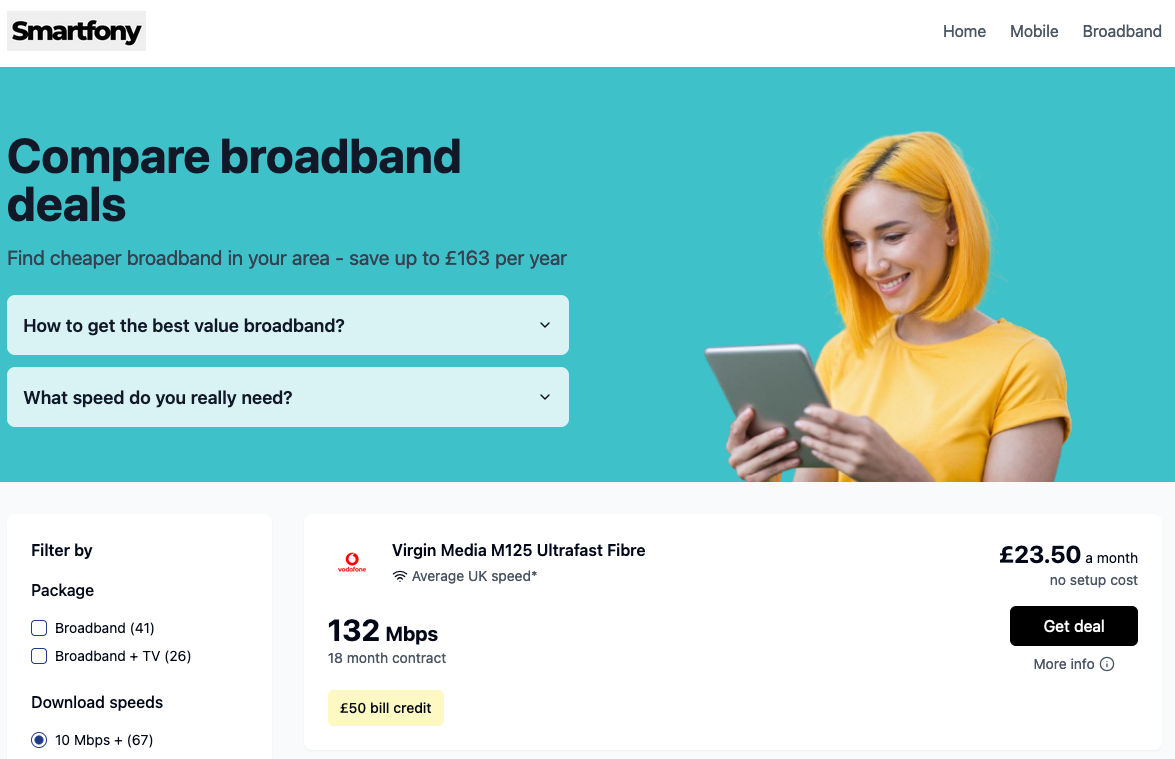 Smartfony
Home Mobile Broadband
Compare broadband
deals
Find cheaper broadband in your area - save up to £163 per year
How to get the best value broadband?
What speed do you really need?
Filter by
Package
Broadband (41)
Broadband + TV (26)
Download speeds
10 Mbps + (67)
vodafone
Virgin Media M125 Ultrafast Fibre
Average UK speed*
132 Mbps
18 month contract
£50 bill credit
£23.50 a month
no setup cost
Get deal
More info